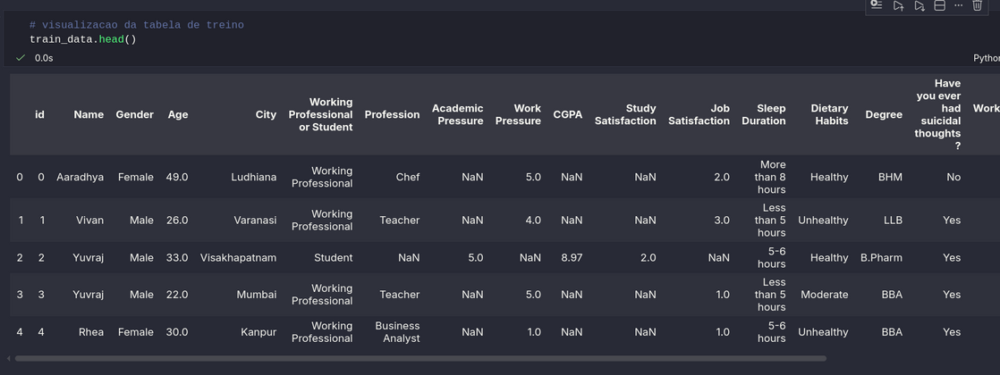 # visualizacao da tabela de treino
train_data.head()
0.0s
Python
id Name Gender Age City Working Professional or Student Profession Academic Pressure Work Pressure CGPA Study Satisfaction Job Satisfaction Sleep Duration Dietary Habits Degree Have you ever had suicidal thoughts ? Work
0 0 Aaradhya Female 49.0 Ludhiana Working Professional Chef NaN 5.0 NaN NaN 2.0 More than 8 hours Healthy BHM No
1 1 Vivan Male 26.0 Varanasi Working Professional Teacher NaN 4.0 NaN NaN 3.0 Less than 5 hours Unhealthy LLB Yes
2 2 Yuvraj Male 33.0 Visakhapatnam Student NaN 5.0 NaN 8.97 2.0 NaN 5-6 hours Healthy B.Pharm Yes
3 3 Yuvraj Male 22.0 Mumbai Working Professional Teacher NaN 5.0 NaN NaN 1.0 Less than 5 hours Moderate BBA Yes
4 4 Rhea Female 30.0 Kanpur Working Professional Business Analyst NaN 1.0 NaN NaN 1.0 5-6 hours Unhealthy BBA Yes